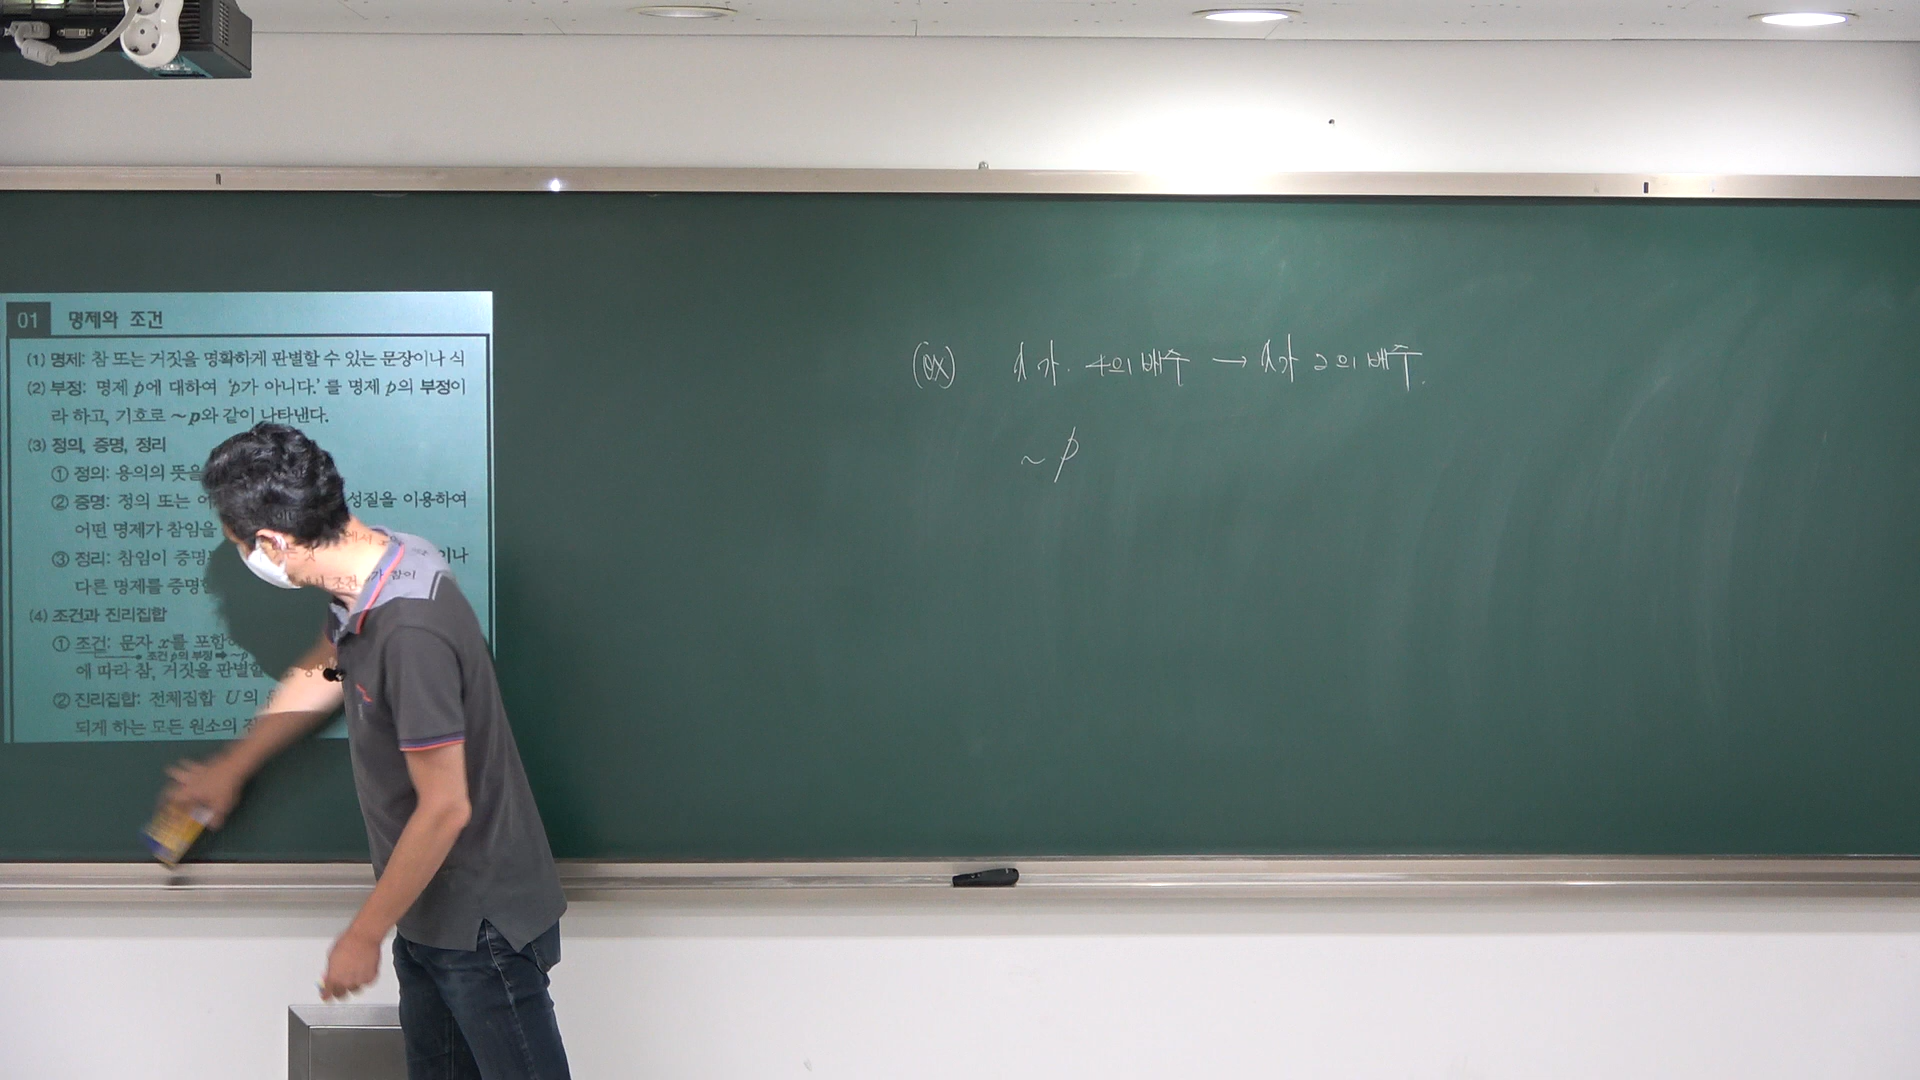 01 명제와 조건
(1) 명제: 참 또는 거짓을 명확하게 판별할 수 있는 문장이나 식
(2) 부정: 명제 p에 대하여 'p가 아니다.'를 명제 p의 부정이
라 하고, 기호로 ~p와 같이 나타낸다.
(3) 정의, 증명, 정리
① 정의: 용의의 뜻을
② 증명: 정의 또는 성질을 이용하여
어떤 명제가 참임을
③ 정리: 참임이 이나
다른 명제를
(4) 조건과 진리집합
① 조건: 문자 x를
조건 p의 부정 ➡ ~p
에 따라 참, 거짓을
② 진리집합: 전체집합 U의
되게 하는 모든 원소의
(ex) x가 4의 배수 → x가 2의 배수.
~p